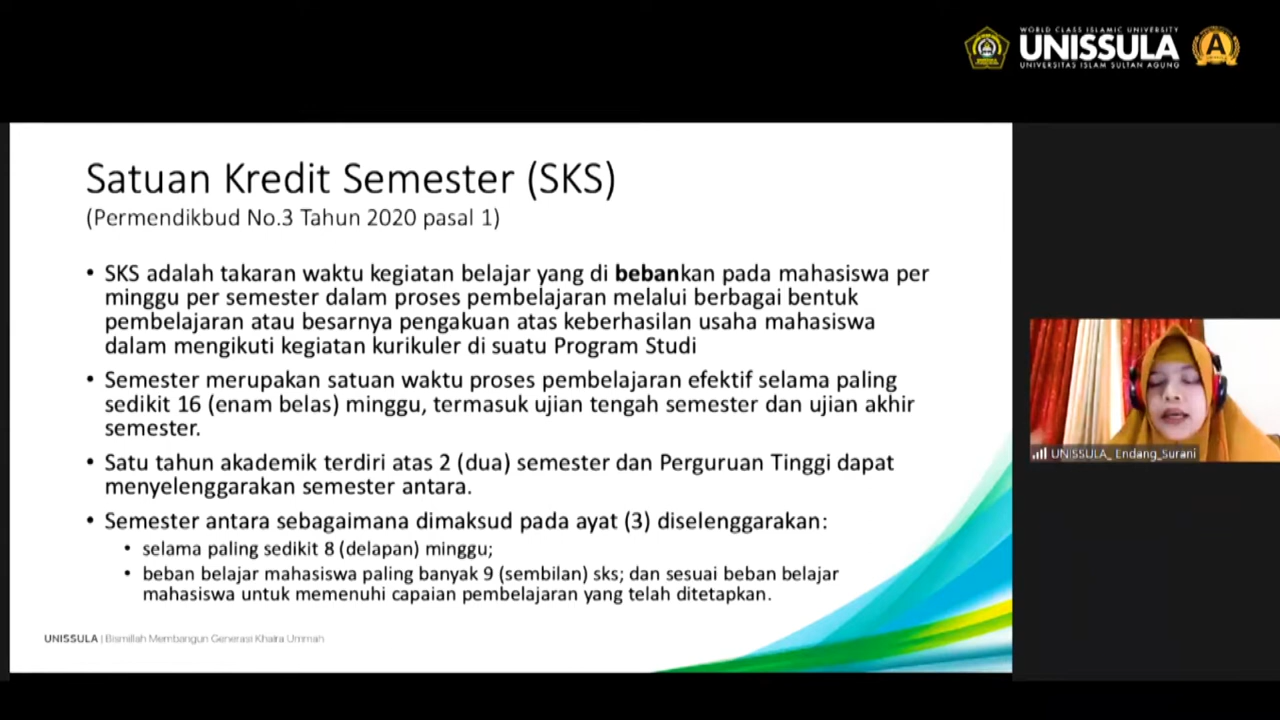 WORLD CLASS ISLAMIC UNIVERSITY
UNISSULA
UNIVERSITAS ISLAM SULTAN AGUNG
A
Satuan Kredit Semester (SKS)
(Permendikbud No.3 Tahun 2020 pasal 1)
• SKS adalah takaran waktu kegiatan belajar yang di bebankan pada mahasiswa per
minggu per semester dalam proses pembelajaran melalui berbagai bentuk
pembelajaran atau besarnya pengakuan atas keberhasilan usaha mahasiswa
dalam mengikuti kegiatan kurikuler di suatu Program Studi
• Semester merupakan satuan waktu proses pembelajaran efektif selama paling
sedikit 16 (enam belas) minggu, termasuk ujian tengah semester dan ujian akhir
semester.
• Satu tahun akademik terdiri atas 2 (dua) semester dan Perguruan Tinggi dapat
menyelenggarakan semester antara.
• Semester antara sebagaimana dimaksud pada ayat (3) diselenggarakan:
• selama paling sedikit 8 (delapan) minggu;
• beban belajar mahasiswa paling banyak 9 (sembilan) sks; dan sesuai beban belajar
mahasiswa untuk memenuhi capaian pembelajaran yang telah ditetapkan.
UNISSULA | Bismillah Membangun Generasi Khaira Ummah
UNISSULA_ Endang_Surani